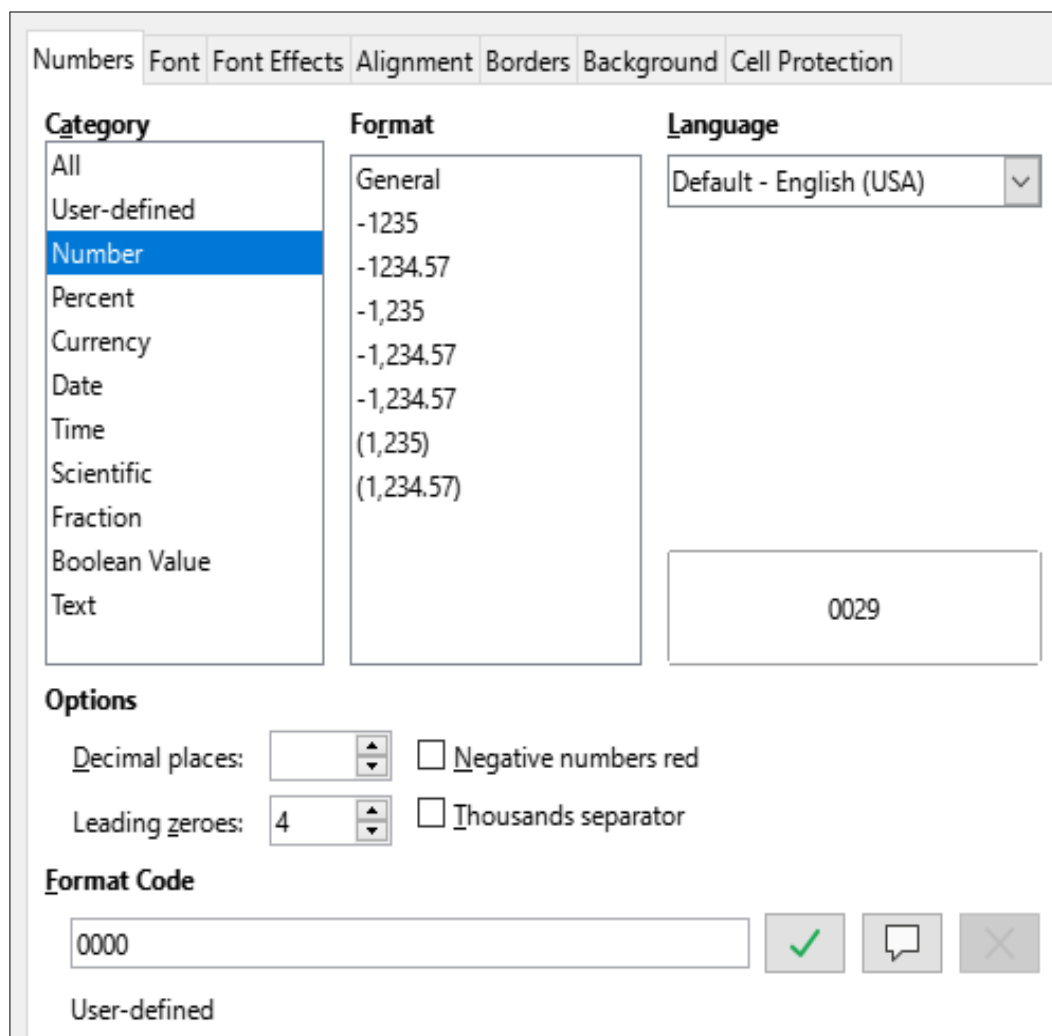 Numbers Font Font Effects Alignment Borders Background Cell Protection
Category
All
User-defined
Number
Percent
Currency
Date
Time
Scientific
Fraction
Boolean Value
Text
Format
General
-1235
-1234.57
-1,235
-1,234.57
-1,234.57
(1,235)
(1,234.57)
Language
Default - English (USA)
0029
Options
Decimal places:
Negative numbers red
Leading zeroes: 4
Thousands separator
Format Code
0000
User-defined